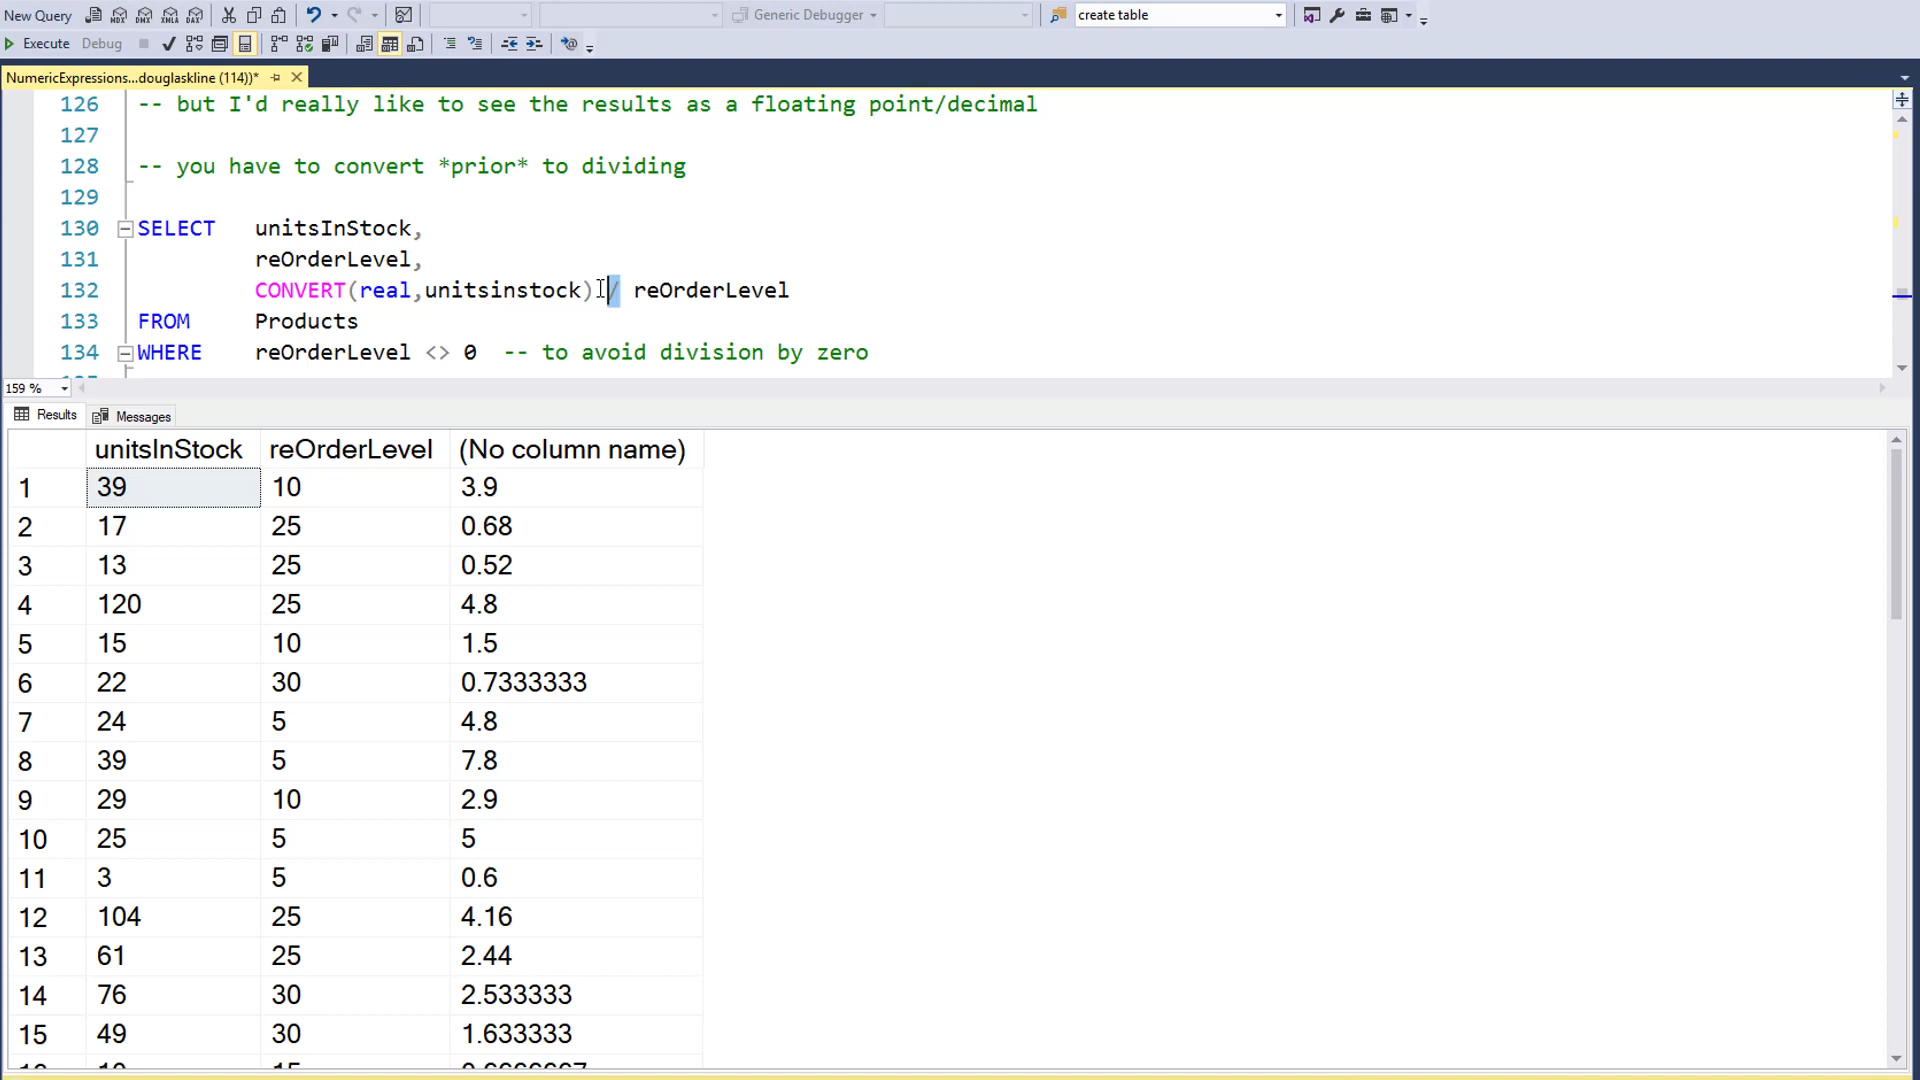 New Query
MDX
DMX
XMLA
DAX
Generic Debugger
create table
Execute
Debug
NumericExpressions...douglaskline (114))*
126 -- but I'd really like to see the results as a floating point/decimal
127
128 -- you have to convert *prior* to dividing
129
130 SELECT unitsInStock,
131 reOrderLevel,
132 CONVERT(real,unitsinstock) / reOrderLevel
133 FROM Products
134 WHERE reOrderLevel <> 0 -- to avoid division by zero
159 %
Results Messages
unitsInStock reOrderLevel (No column name)
1 39 10 3.9
2 17 25 0.68
3 13 25 0.52
4 120 25 4.8
5 15 10 1.5
6 22 30 0.7333333
7 24 5 4.8
8 39 5 7.8
9 29 10 2.9
10 25 5 5
11 3 5 0.6
12 104 25 4.16
13 61 25 2.44
14 76 30 2.533333
15 49 30 1.633333